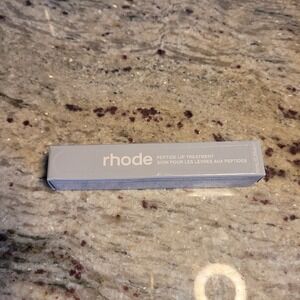 rhode
PEPTIDE LIP TREATMENT
SOIN POUR LES LÈVRES AUX PEPTIDES